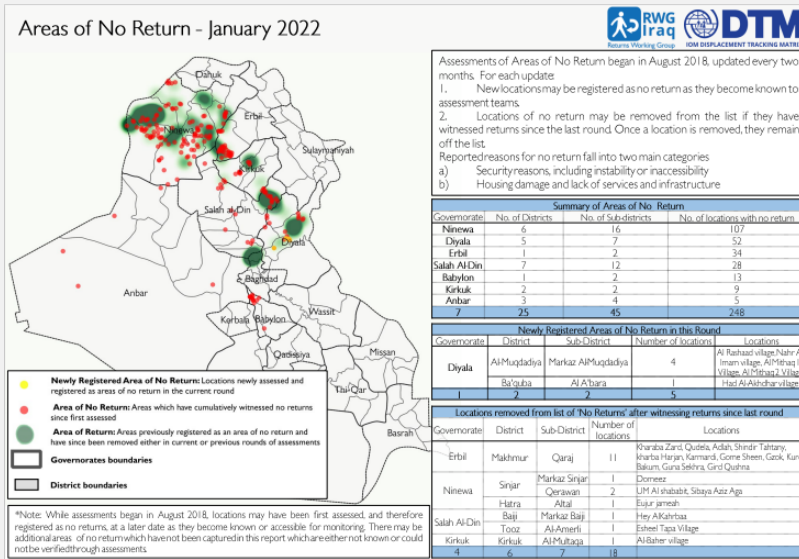 Areas of No Return - January 2022
RWG
Iraq
Returns Working Group
DTM
IOM DISPLACEMENT TRACKING MATRIX
Assessments of Areas of No Return began in August 2018, updated every two
months. For each update:
1. New locations may be registered as no return as they become known to
assessment teams.
2. Locations of no return may be removed from the list if they have
witnessed returns since the last round. Once a location is removed, they remain
off the list.
Reported reasons for no return fall into two main categories
a) Security reasons, including instability or inaccessibility
b) Housing damage and lack of services and infrastructure
Dahuk
Ninewa
Erbil
Sulaymaniyah
Kirkuk
Salah al-Din
Diyala
Anbar
Baghdad
Wassit
Kerbala Babylon
Missan
Qadissiya
Thi-Qar
Basrah
Summary of Areas of No Return
Governorate No. of Districts No. of Sub-districts No. of locations with no return
Ninewa 6 16 107
Diyala 5 7 52
Erbil 1 2 34
Salah Al-Din 7 12 28
Babylon 1 2 13
Kirkuk 2 2 9
Anbar 3 4 5
7 25 45 248
Newly Registered Areas of No Return in this Round
Governorate District Sub-District Number of locations Locations
Diyala Al-Muqdadiya Markaz AlMuqdadiya 4 Al Rashaad village, Nahr A
Imam village, Al Mithaq 1
Village, Al Mithaq 2 Village
Ba'quba Al A'bara 1 Had Al-Akhdhar village
1 2 2 5
Locations removed from list of 'No Returns' after witnessing returns since last round
Governorate District Sub-District Number of locations Locations
Erbil Makhmur Qaraj 11 Kharaba Zard, Qudela, Adlah, Shindir Tahtany,
kharba Harjan, Karmardi, Gome Sheen, Gzok, Kur
Bakum, Guna Sekhra, Gird Qushna
Ninewa Sinjar Markaz Sinjar 1 Domeez
Qerawan 2 UM Al shababit, Sibaya Aziz Aga
Hatra Altal 1 Eujur jameah
Salah Al-Din Baiji Markaz Baiji 1 Hey AlKahrbaa
Tooz Al-Amerli 1 Esheel Tapa Village
Kirkuk Kirkuk Al-Multaqa 1 Al-Baher village
4 6 7 18
Newly Registered Area of No Return: Locations newly assessed and
registered as areas of no return in the current round
Area of No Return: Areas which have cumulatively witnessed no returns
since first assessed
Area of Return: Areas previously registered as an area of no return and
have since been removed either in current or previous rounds of assessments
Governorates boundaries
District boundaries
*Note: While assessments began in August 2018, locations may have been first assessed, and therefore
registered as no returns, at a later date as they become known or accessible for monitoring. There may be
additional areas of no return which have not been captured in this report which are either not known or could
not be verified through assessments.